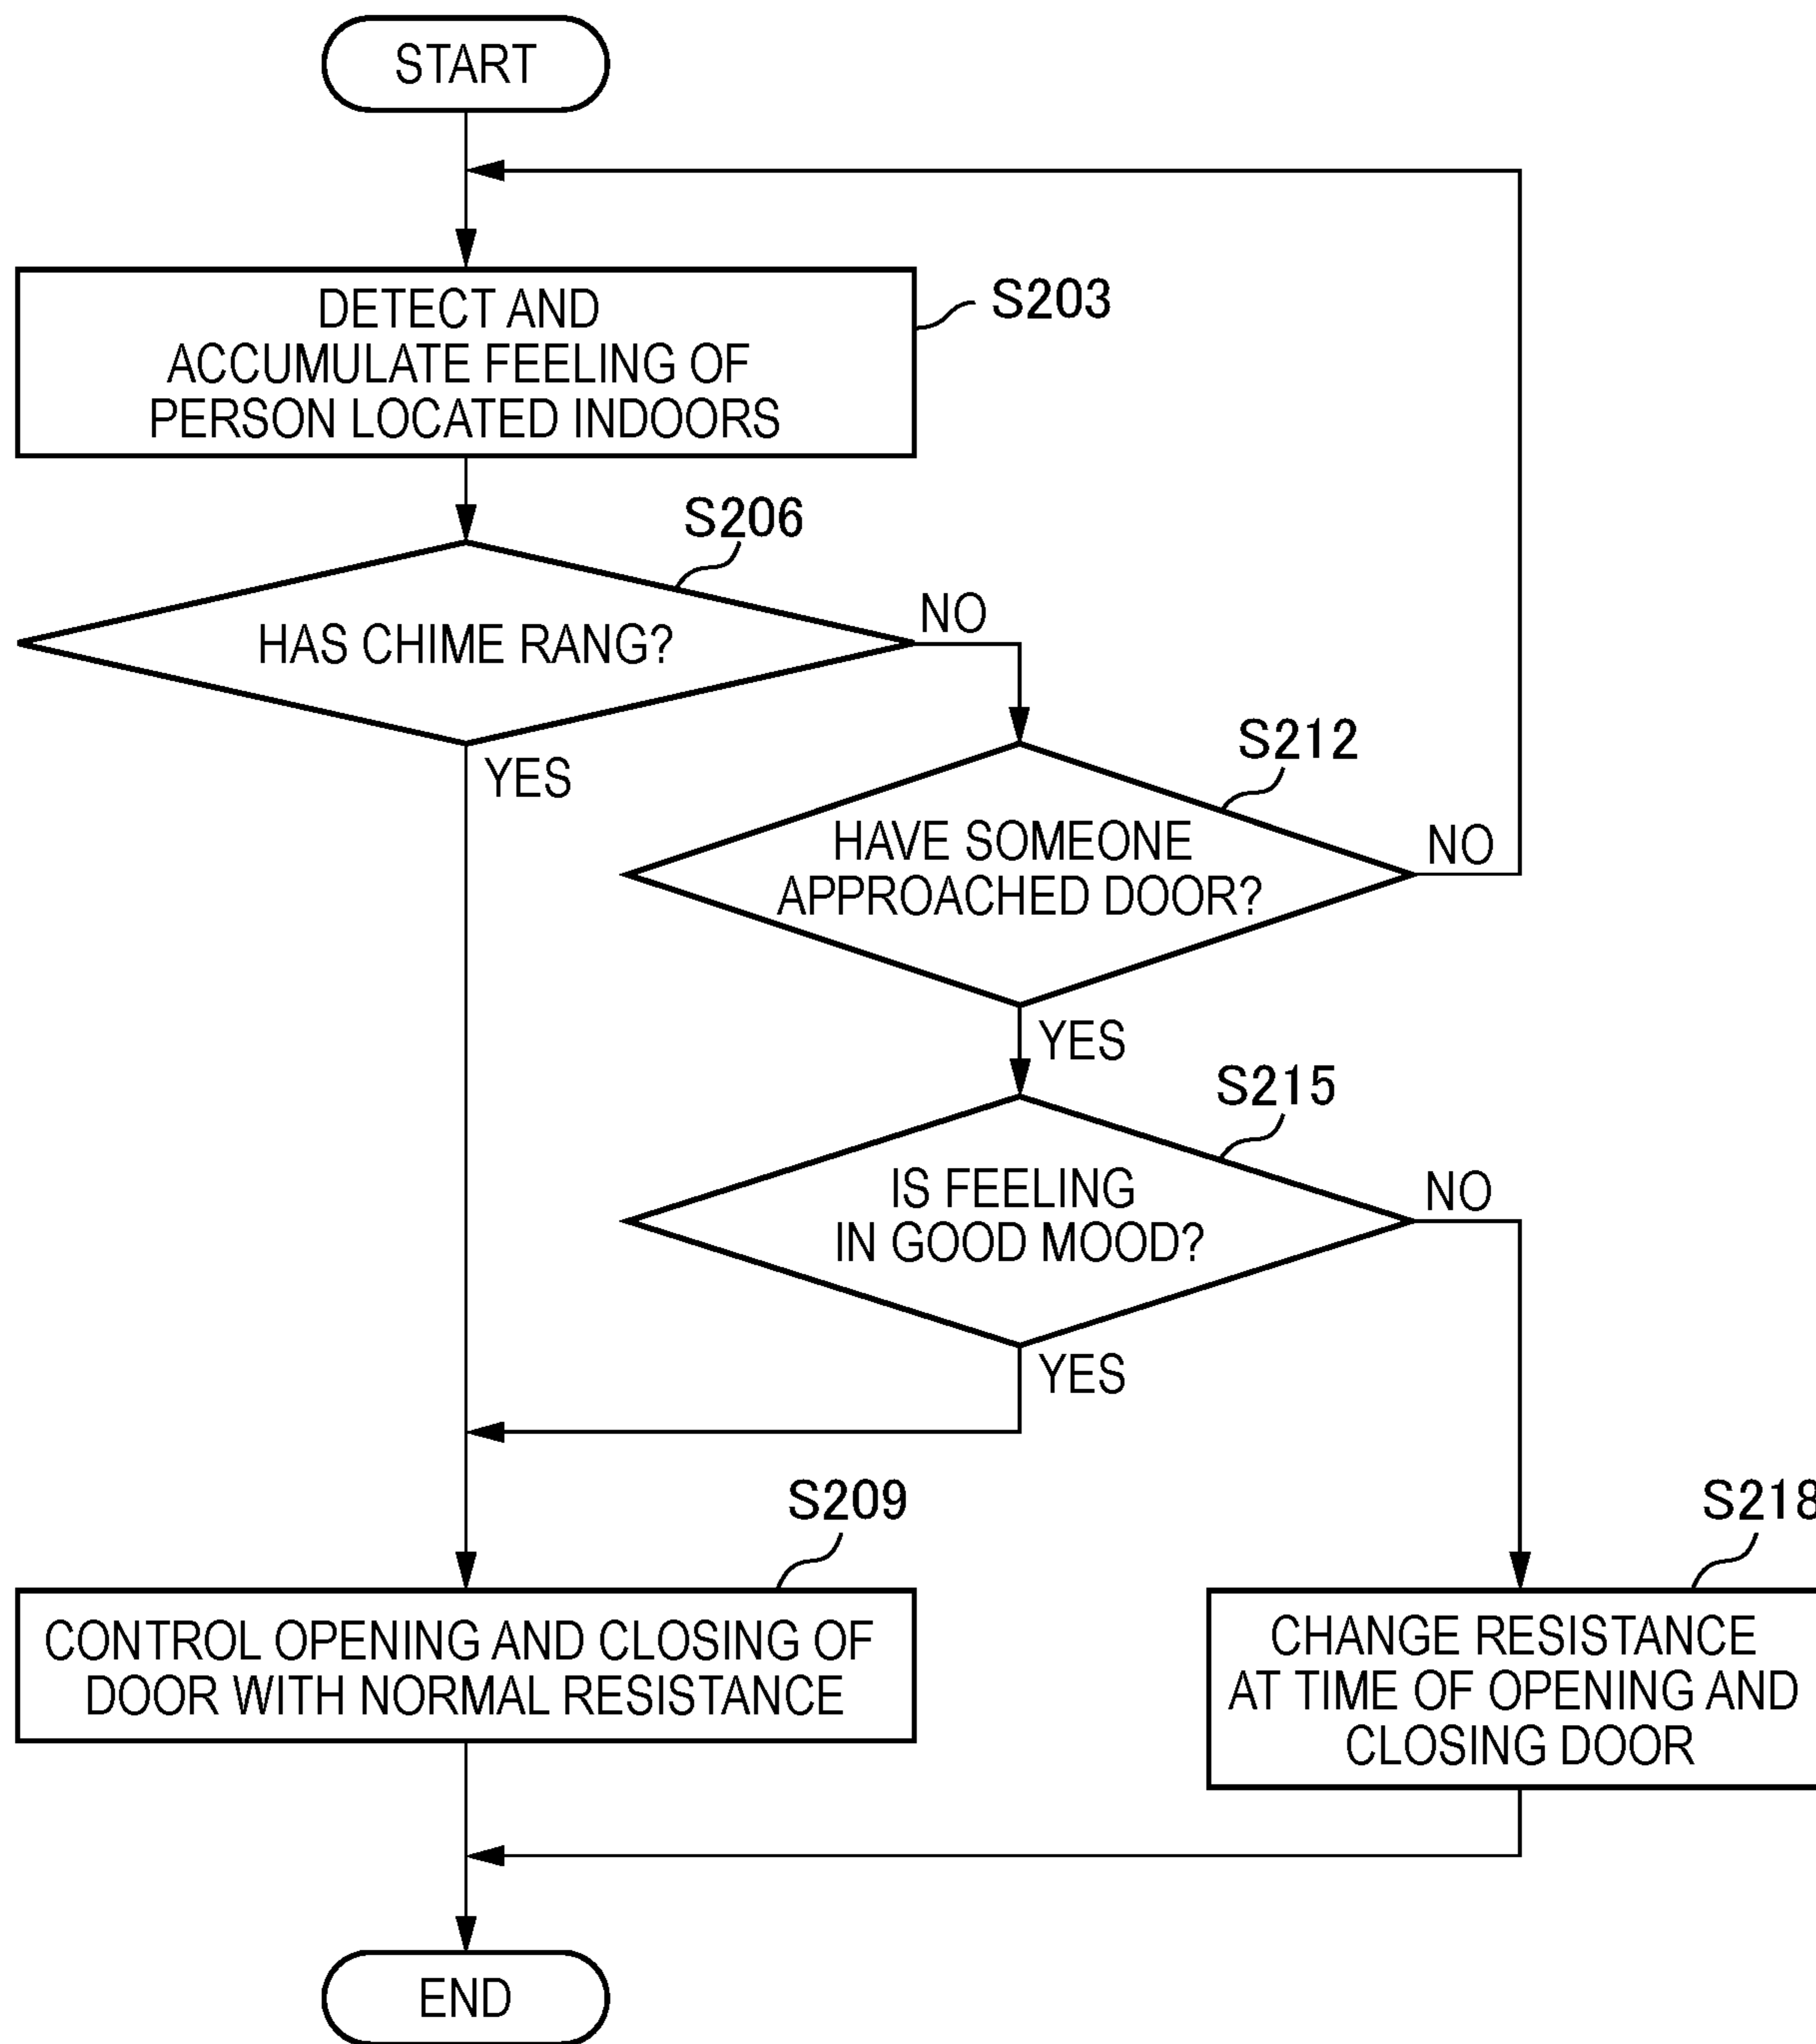 START
DETECT AND
ACCUMULATE FEELING OF
PERSON LOCATED INDOORS
S203
S206
HAS CHIME RANG?
NO
YES
S212
HAVE SOMEONE
APPROACHED DOOR?
NO
YES
S215
IS FEELING
IN GOOD MOOD?
NO
YES
S209
CONTROL OPENING AND CLOSING OF
DOOR WITH NORMAL RESISTANCE
S218
CHANGE RESISTANCE
AT TIME OF OPENING AND
CLOSING DOOR
END